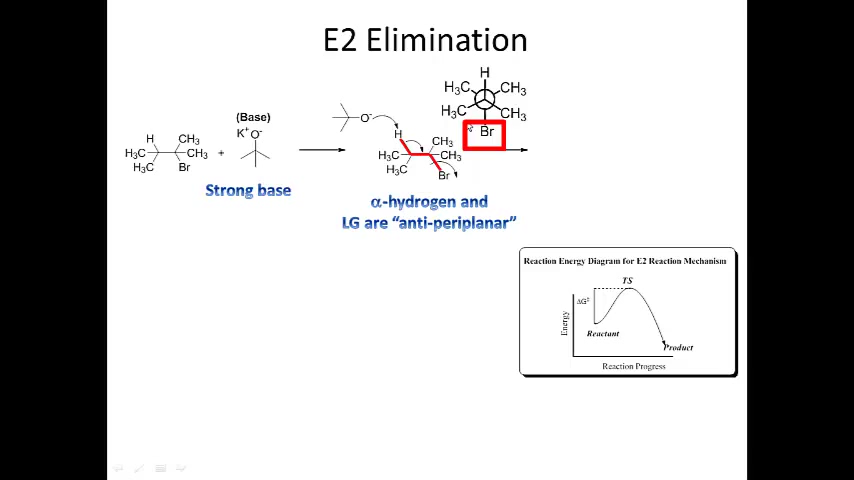 E2 Elimination
H
CH₃
H₃C
CH₃
H₃C
Br
+
(Base)
K⁺ O⁻
Strong base
O⁻
H
CH₃
H₃C
CH₃
H₃C
Br
α-hydrogen and
LG are “anti-periplanar”
H
H₃C
CH₃
H₃C
CH₃
Br
Reaction Energy Diagram for E2 Reaction Mechanism
TS
ΔG‡
Energy
Reactant
Product
Reaction Progress